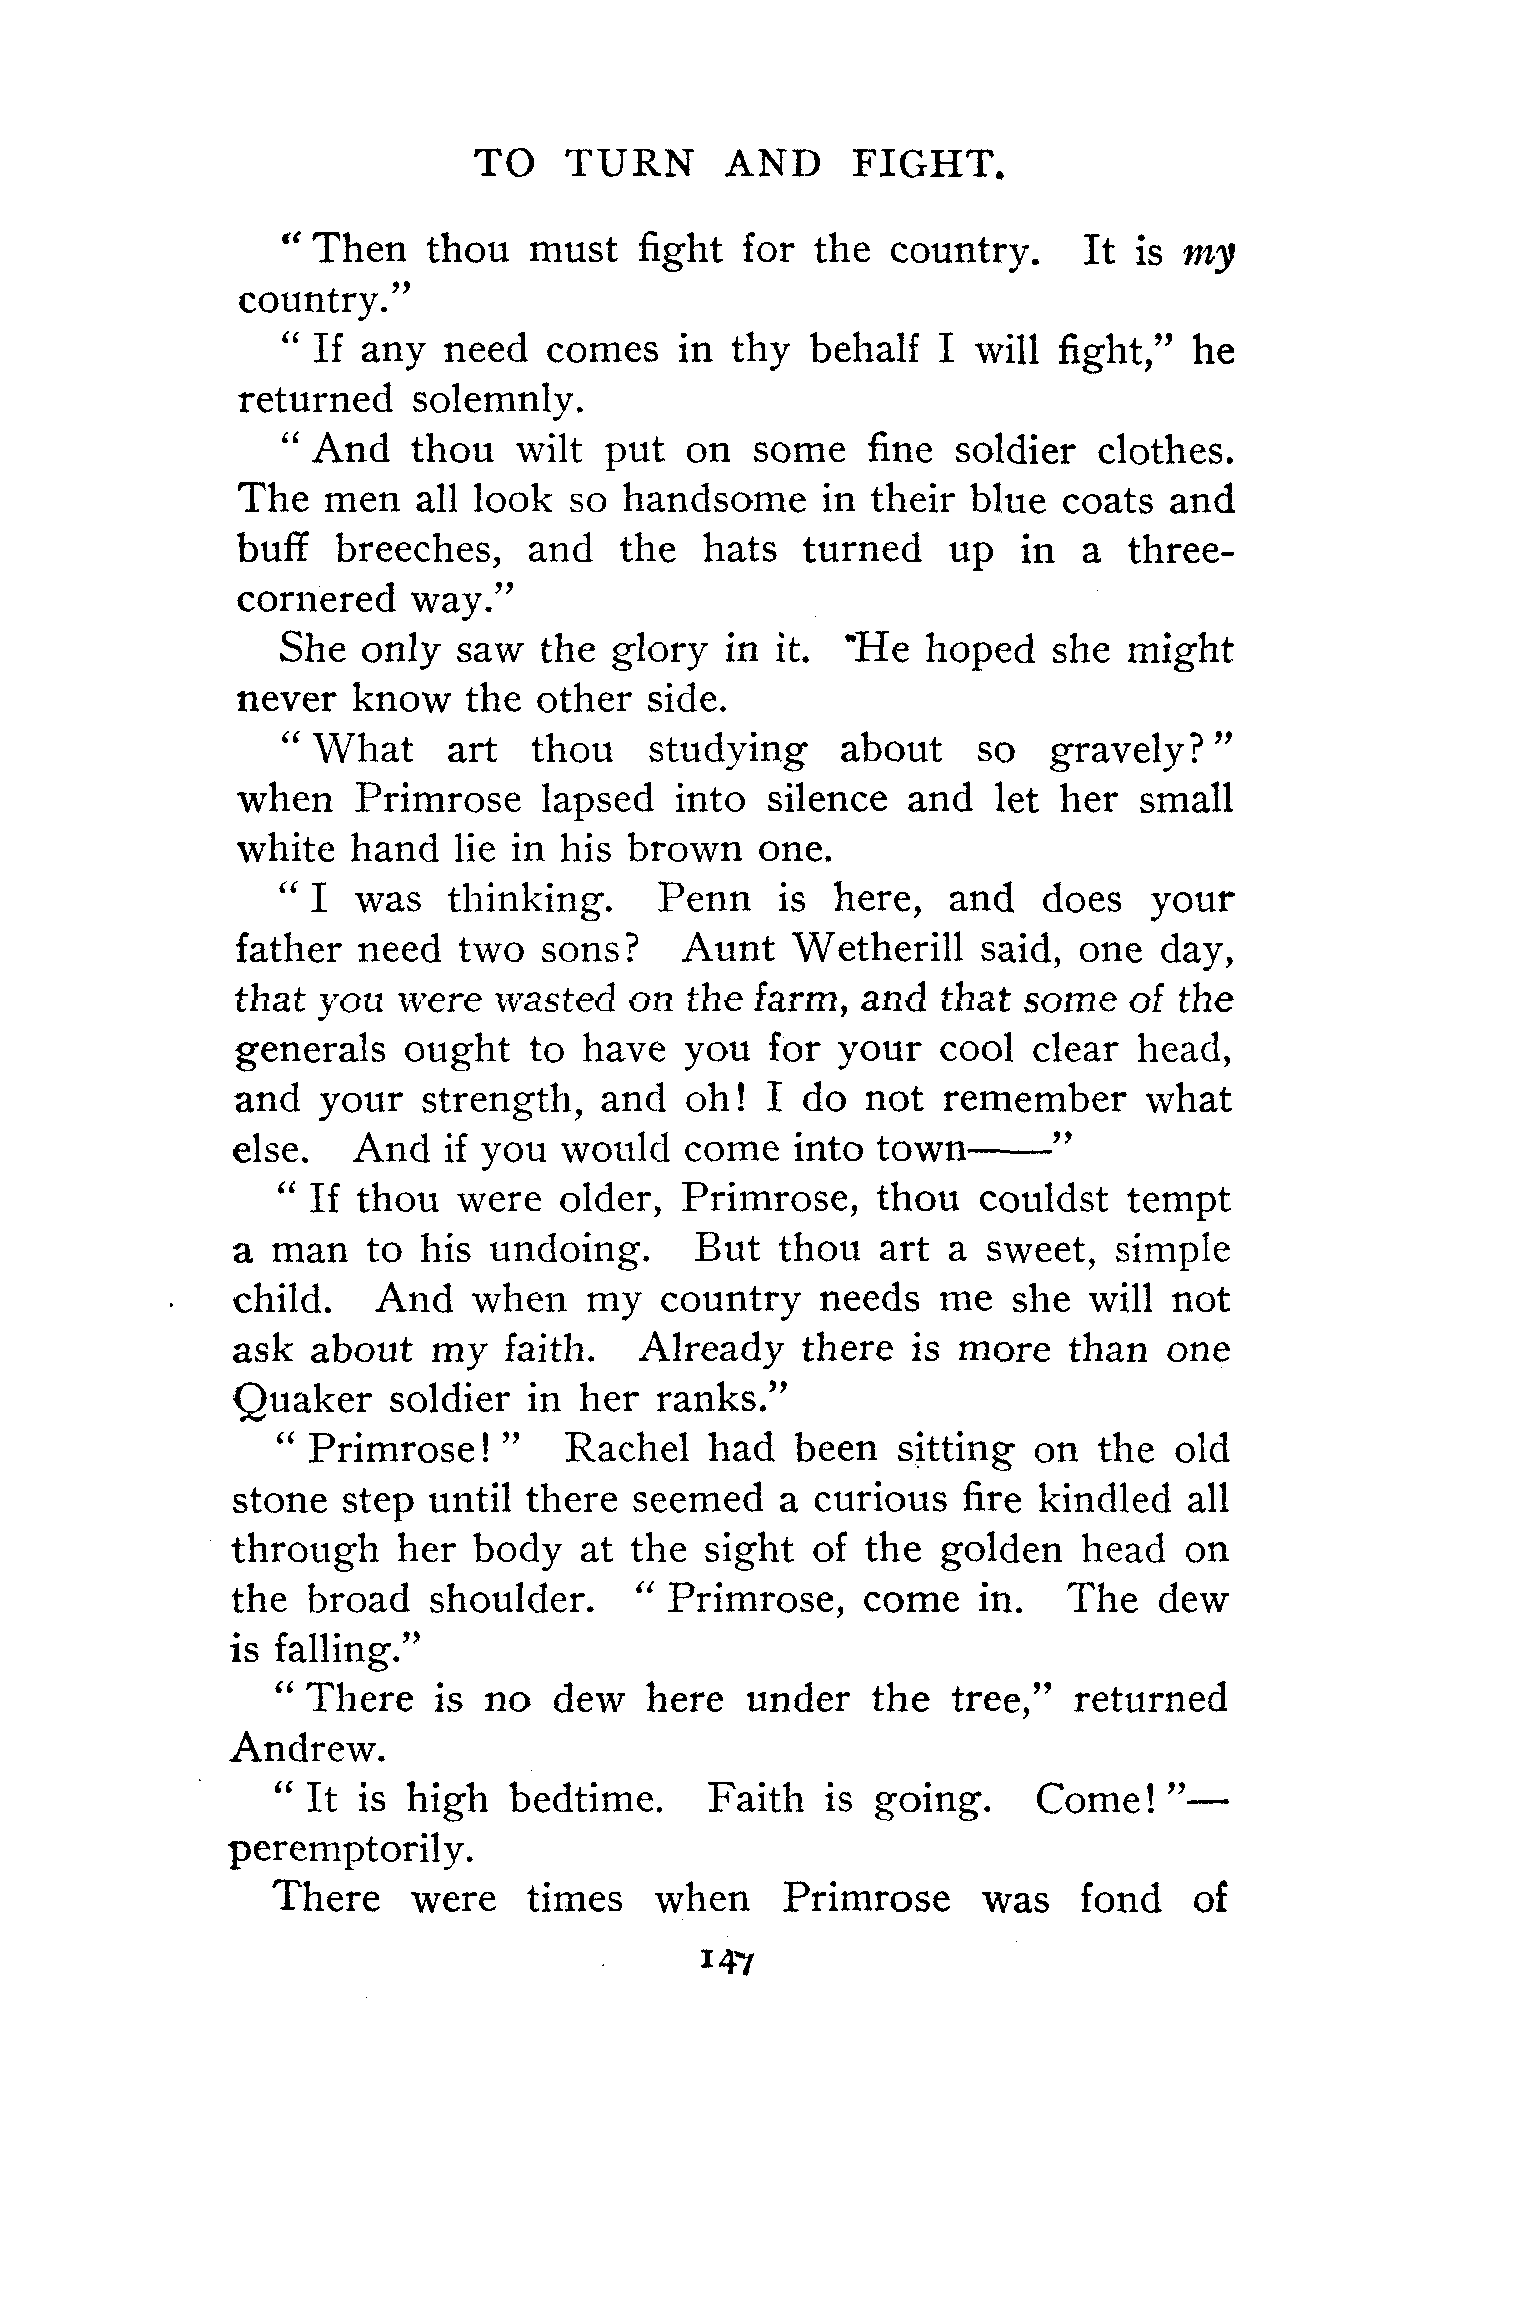 TO TURN AND FIGHT.
“ Then thou must fight for the country. It is my
country.”
“ If any need comes in thy behalf I will fight,” he
returned solemnly.
“ And thou wilt put on some fine soldier clothes.
The men all look so handsome in their blue coats and
buff breeches, and the hats turned up in a three-
cornered way.”
She only saw the glory in it. He hoped she might
never know the other side.
“ What art thou studying about so gravely? ”
when Primrose lapsed into silence and let her small
white hand lie in his brown one.
“ I was thinking. Penn is here, and does your
father need two sons? Aunt Wetherill said, one day,
that you were wasted on the farm, and that some of the
generals ought to have you for your cool clear head,
and your strength, and oh! I do not remember what
else. And if you would come into town——”
“ If thou were older, Primrose, thou couldst tempt
a man to his undoing. But thou art a sweet, simple
child. And when my country needs me she will not
ask about my faith. Already there is more than one
Quaker soldier in her ranks.”
“ Primrose! ” Rachel had been sitting on the old
stone step until there seemed a curious fire kindled all
through her body at the sight of the golden head on
the broad shoulder. “ Primrose, come in. The dew
is falling.”
“ There is no dew here under the tree,” returned
Andrew.
“ It is high bedtime. Faith is going. Come! ”—
peremptorily.
There were times when Primrose was fond of
147